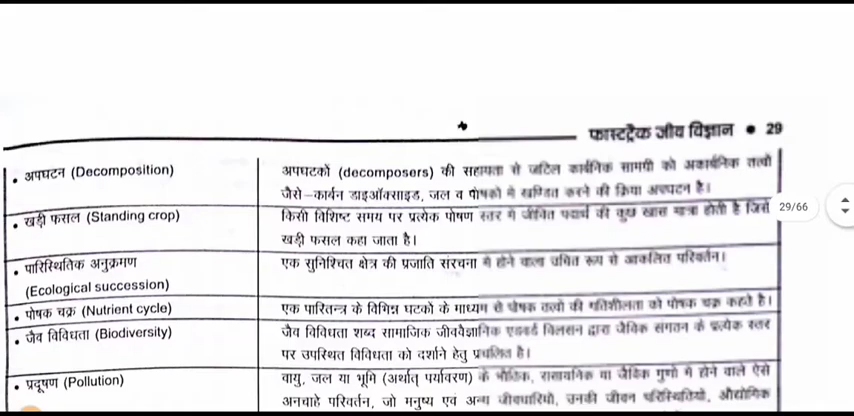 फास्टट्रैक जीव विज्ञान ● 29
• अपघटन (Decomposition)
अपघटकों (decomposers) की सहायता से जटिल कार्बनिक सामग्री को अकार्बनिक तत्वों
जैसे–कार्बन डाइऑक्साइड, जल व पोषकों में खण्डित करने की क्रिया अपघटन है।
• खड़ी फसल (Standing crop)
किसी विशिष्ट समय पर प्रत्येक पोषण स्तर में जीवित पदार्थ की कुछ खास मात्रा होती है जिसे
खड़ी फसल कहा जाता है।
29/66
• पारिस्थितिक अनुक्रमण
(Ecological succession)
एक सुनिश्चित क्षेत्र की प्रजाति संरचना में होने वाला उचित रूप से आकलित परिवर्तन।
• पोषक चक्र (Nutrient cycle)
एक पारितन्त्र के विभिन्न घटकों के माध्यम से पोषक तत्वों की गतिशीलता को पोषक चक्र कहते है।
• जैव विविधता (Biodiversity)
जैव विविधता शब्द सामाजिक जीववैज्ञानिक एडवर्ड विलसन द्वारा जैविक संगठन के प्रत्येक स्तर
पर उपस्थित विविधता को दर्शाने हेतु प्रचलित है।
• प्रदूषण (Pollution)
वायु, जल या भूमि (अर्थात् पर्यावरण) के भौतिक, रासायनिक या जैविक गुणों में होने वाले ऐसे
अनचाहे परिवर्तन, जो मनुष्य एवं अन्य जीवधारियों, उनकी जीवन परिस्थितियों, औद्योगिक